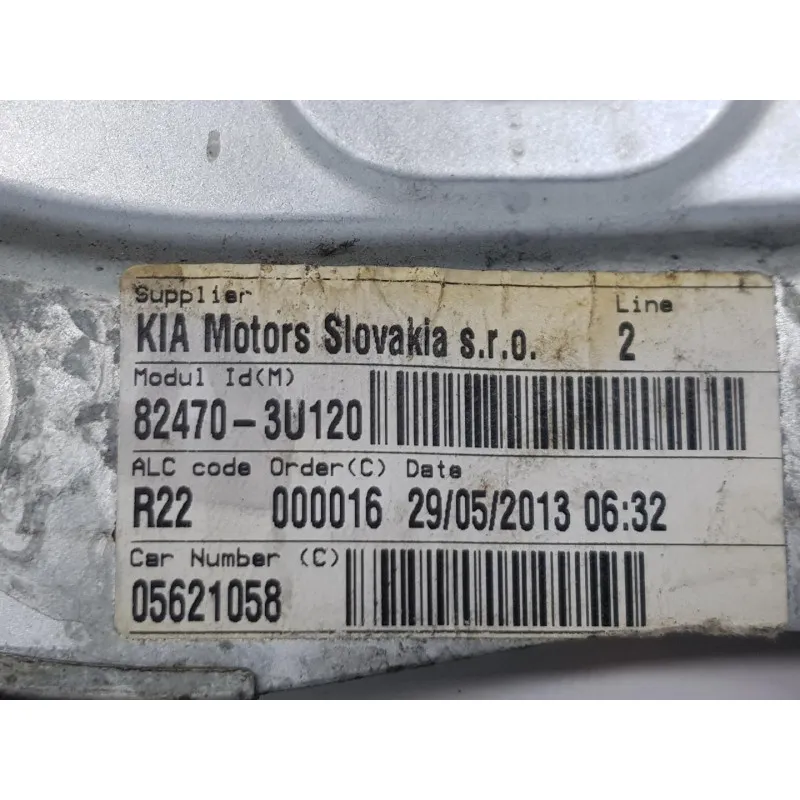 Supplier Line
KIA Motors Slovakia s.r.o. 2
Modul Id(M)
82470-3U120
ALC code Order(C) Date
R22 000016 29/05/2013 06:32
Car Number (C)
05621058